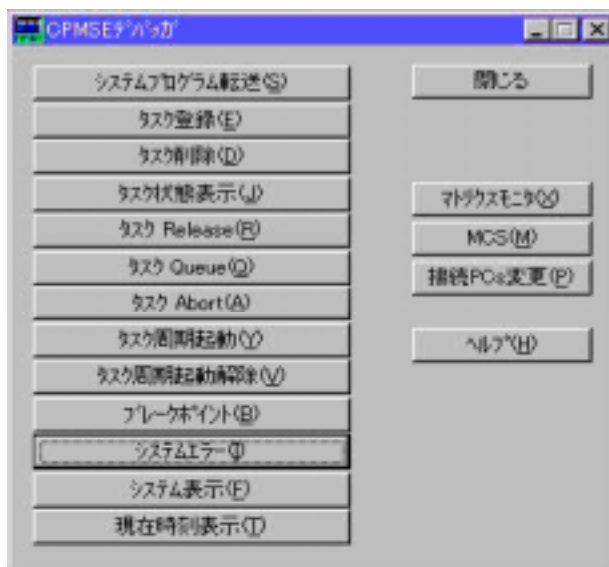 CPMSEﾃﾞﾊﾞｯｶﾞ
ｼｽﾃﾑﾌﾟﾛｸﾞﾗﾑ転送(S)
ﾀｽｸ登録(E)
ﾀｽｸ削除(D)
ﾀｽｸ状態表示(J)
ﾀｽｸ Release(R)
ﾀｽｸ Queue(Q)
ﾀｽｸ Abort(A)
ﾀｽｸ周期起動(Y)
ﾀｽｸ周期起動解除(V)
ﾌﾞﾚｰｸﾎﾟｲﾝﾄ(B)
ｼｽﾃﾑｴﾗｰ(I)
ｼｽﾃﾑ表示(F)
現在時刻表示(T)
閉じる
ﾏﾄﾘｸｽﾓﾆﾀ(X)
MCS(M)
接続PCs変更(P)
ﾍﾙﾌﾟ(H)